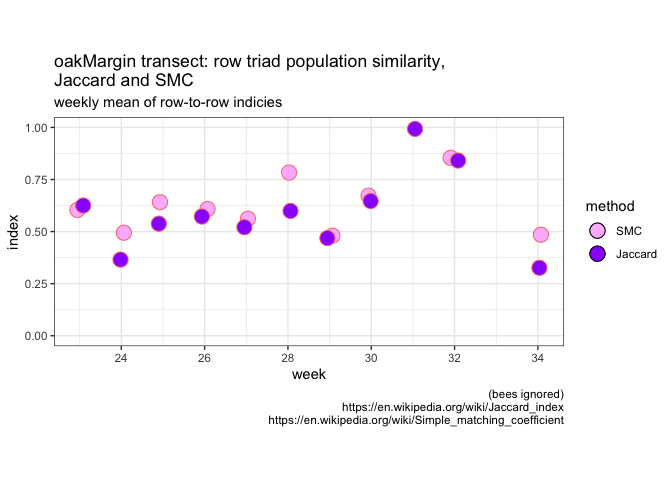 oakMargin transect: row triad population similarity,
Jaccard and SMC
weekly mean of row-to-row indicies
1.00
0.75
0.50
0.25
0.00
index
24
26
28
30
32
34
week
method
SMC
Jaccard
(bees ignored)
https://en.wikipedia.org/wiki/Jaccard_index
https://en.wikipedia.org/wiki/Simple_matching_coefficient